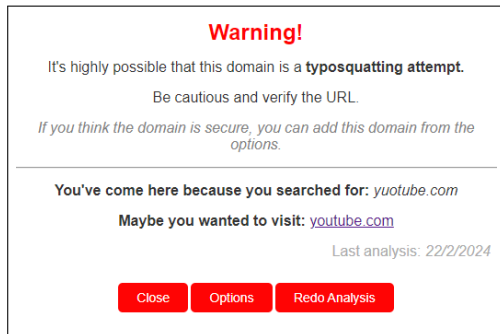 Warning!
It's highly possible that this domain is a typosquatting attempt.
Be cautious and verify the URL.
If you think the domain is secure, you can add this domain from the
options.
You've come here because you searched for: yuotube.com
Maybe you wanted to visit: youtube.com
Last analysis: 22/2/2024
Close Options Redo Analysis